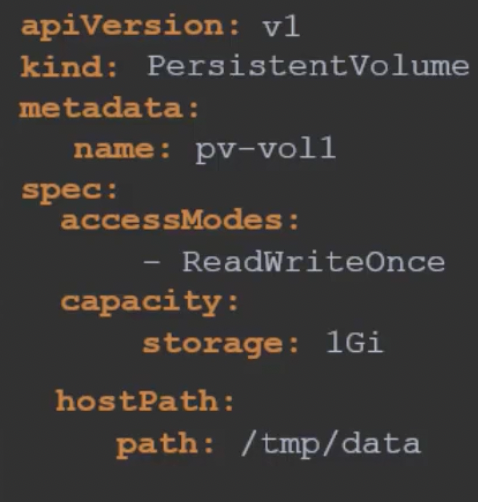 apiVersion: v1
kind: PersistentVolume
metadata:
name: pv-vol1
spec:
accessModes:
- ReadWriteOnce
capacity:
storage: 1Gi
hostPath:
path: /tmp/data